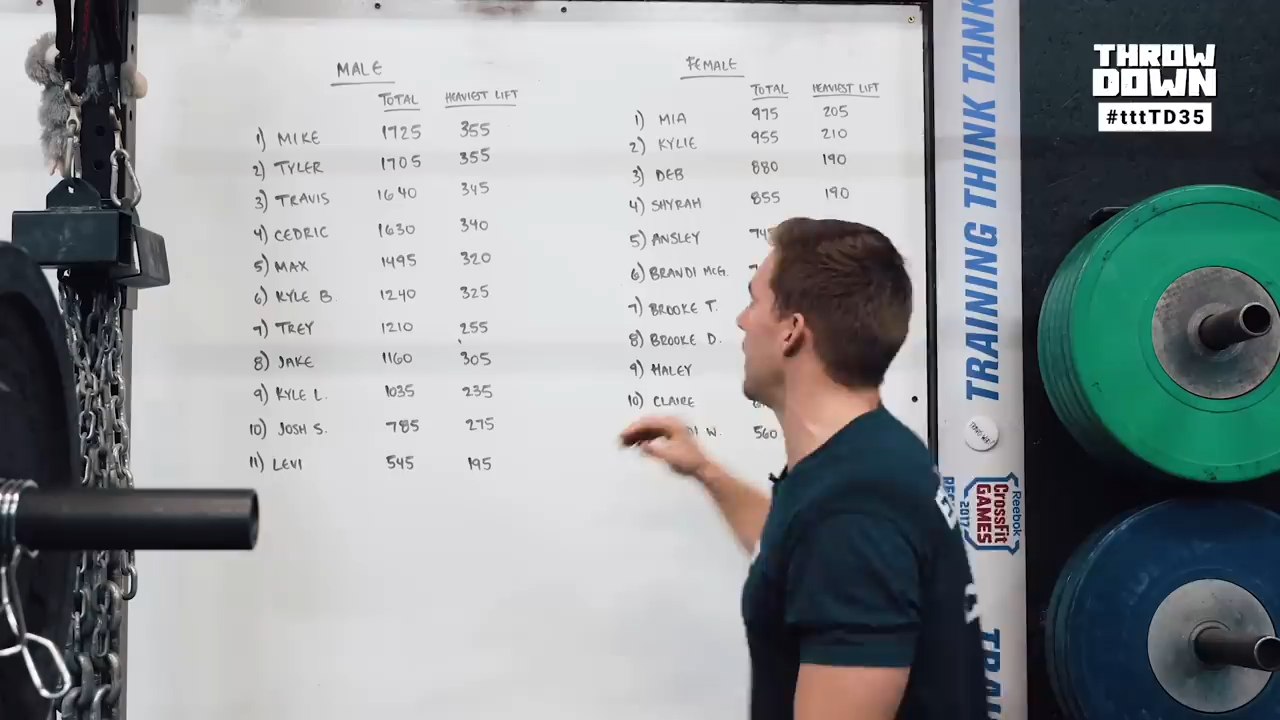 MALE
TOTAL HEAVIEST LIFT
1) MIKE 1725 355
2) TYLER 1705 355
3) TRAVIS 1640 345
4) CEDRIC 1630 340
5) MAX 1495 320
6) KYLE B. 1240 325
7) TREY 1210 255
8) JAKE 1160 305
9) KYLE L. 1035 235
10) JOSH S. 785 275
11) LEVI 545 195
FEMALE
TOTAL HEAVIEST LIFT
1) MIA 975 205
2) KYLIE 955 210
3) DEB 880 190
4) SHYRAH 855 190
5) ANSLEY
6) BRANDI MCG.
7) BROOKE T.
8) BROOKE D.
9) HALEY
10) CLAIRE
W. 560
TRAINING THINK TANK
Reebok
CrossFit
GAMES
2017
THROW
DOWN
#tttTD35